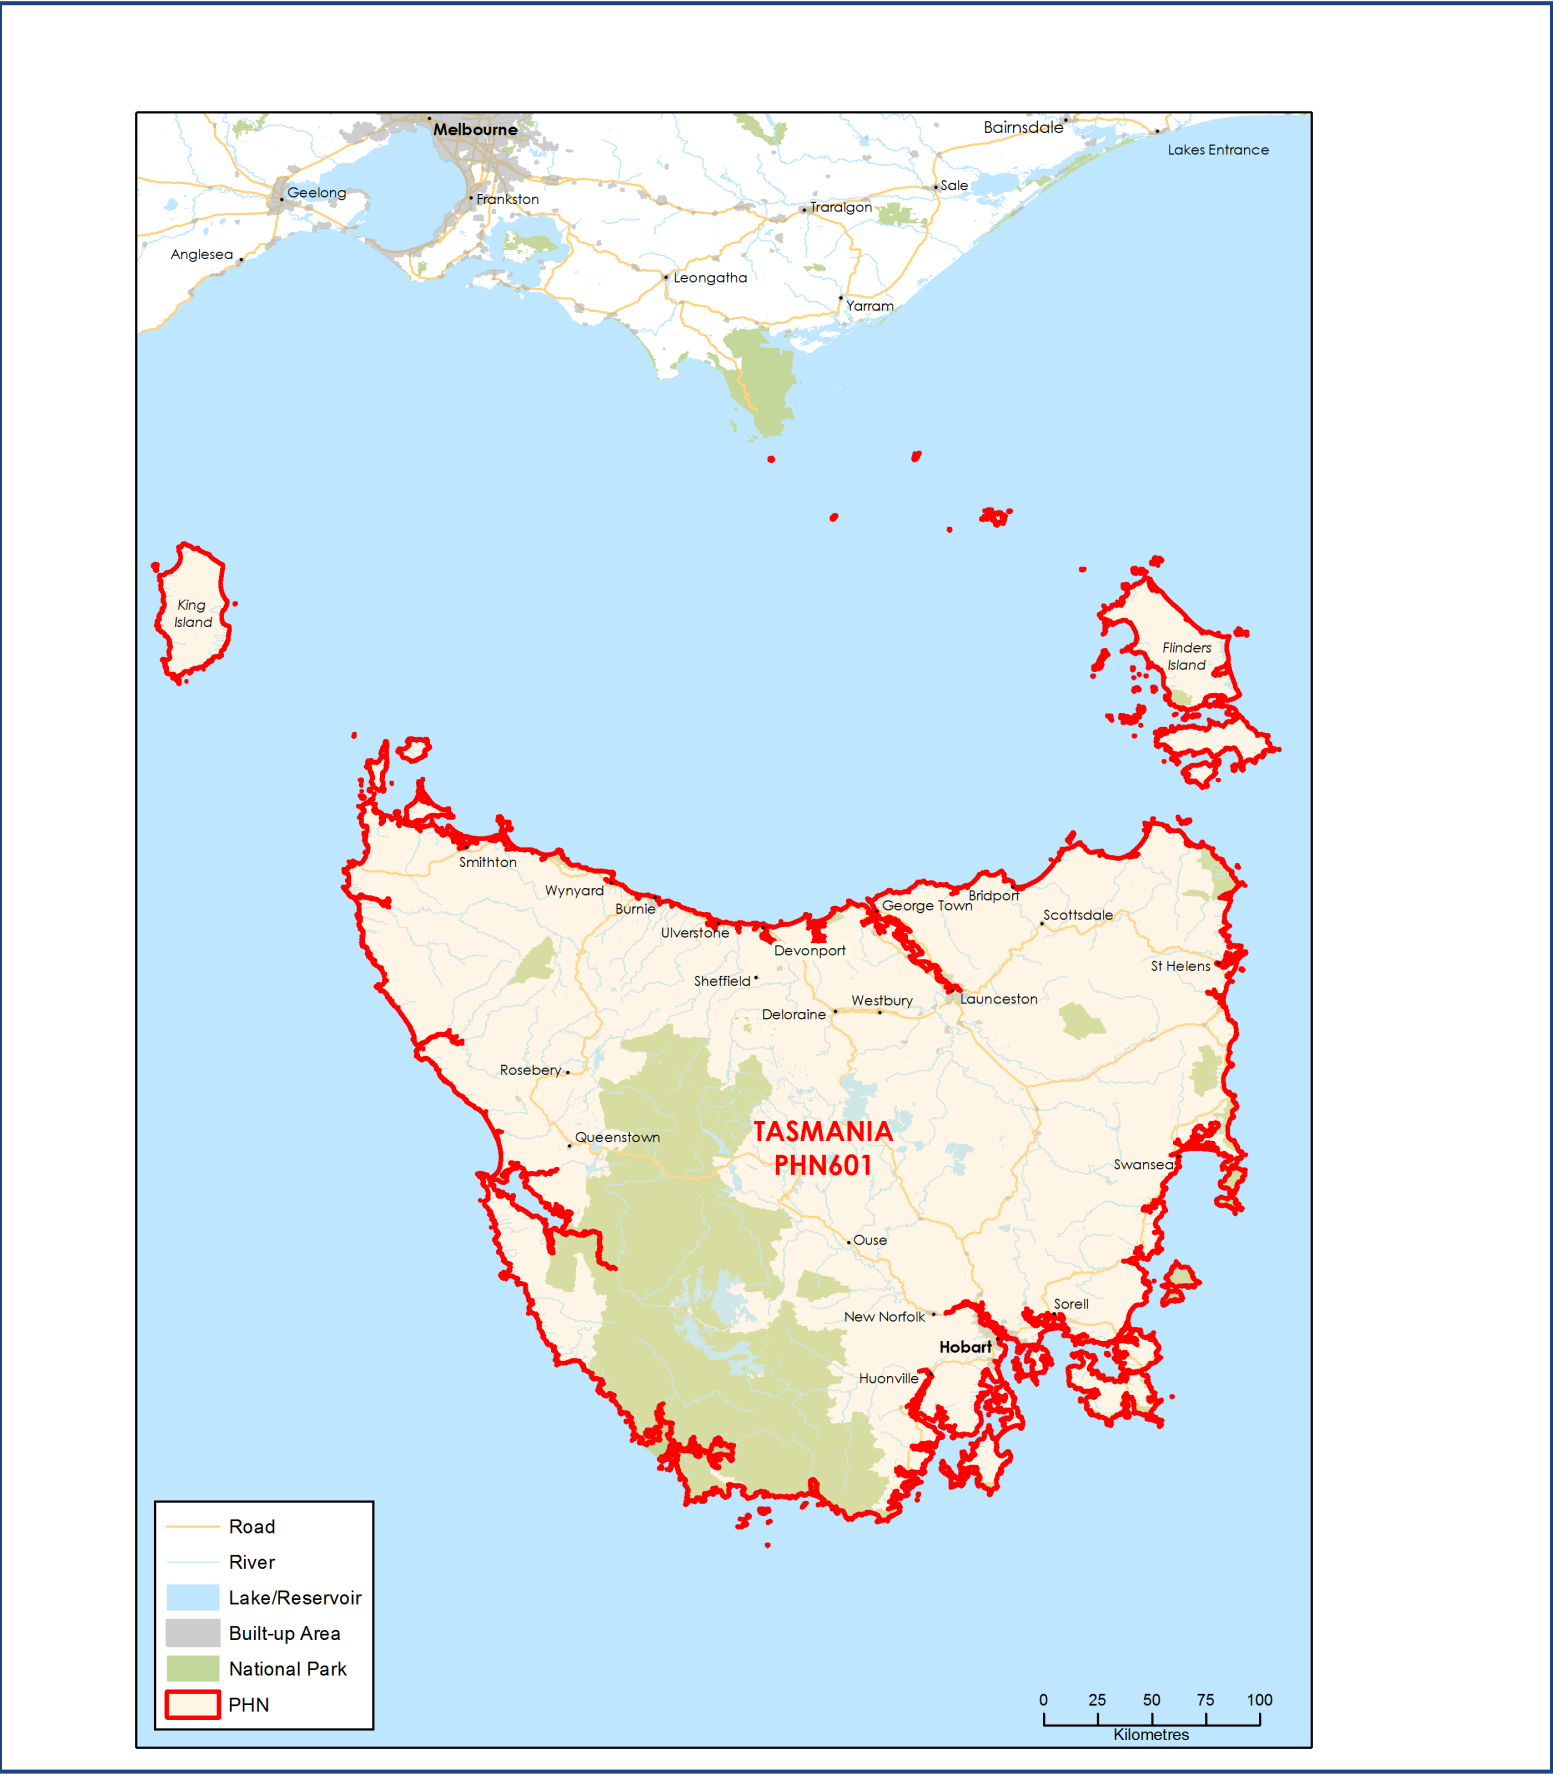 Melbourne
Bairnsdale
Lakes Entrance
Geelong
Frankston
Sale
Traralgon
Anglesea
Leongatha
Yarram
King
Island
Flinders
Island
Smithton
Wynyard
Burnie
Ulverstone
Devonport
George Town
Bridport
Scottsdale
Sheffield
St Helens
Deloraine
Westbury
Launceston
Rosebery
TASMANIA
PHN601
Queenstown
Swansea
Ouse
New Norfolk
Sorell
Hobart
Huonville
Road
River
Lake/Reservoir
Built-up Area
National Park
PHN
0 25 50 75 100
Kilometres